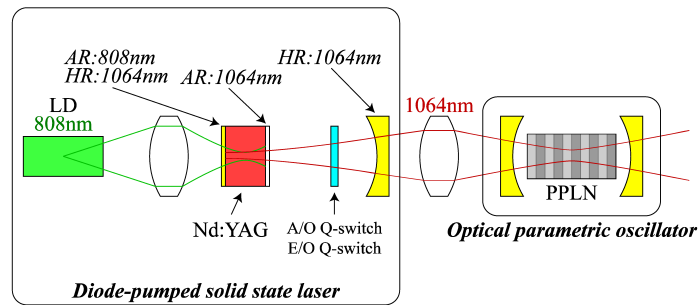 AR:808nm
HR:1064nm
AR:1064nm
HR:1064nm
LD
808nm
1064nm
Nd:YAG
A/O Q-switch
E/O Q-switch
PPLN
Optical parametric oscillator
Diode-pumped solid state laser